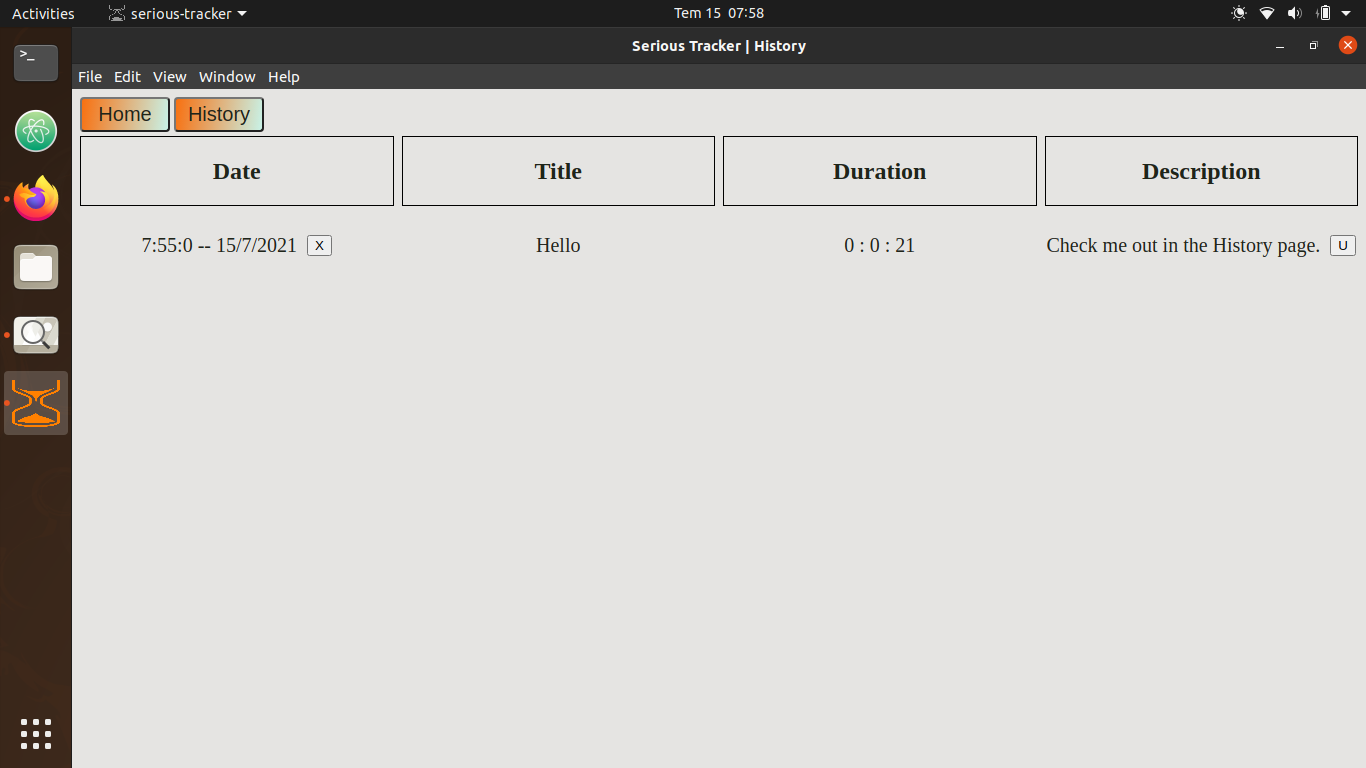 Activities serious-tracker Tem 15 07:58
Serious Tracker | History
File Edit View Window Help
Home History
Date Title Duration Description
7:55:0 -- 15/7/2021 X Hello 0 : 0 : 21 Check me out in the History page. U
>_